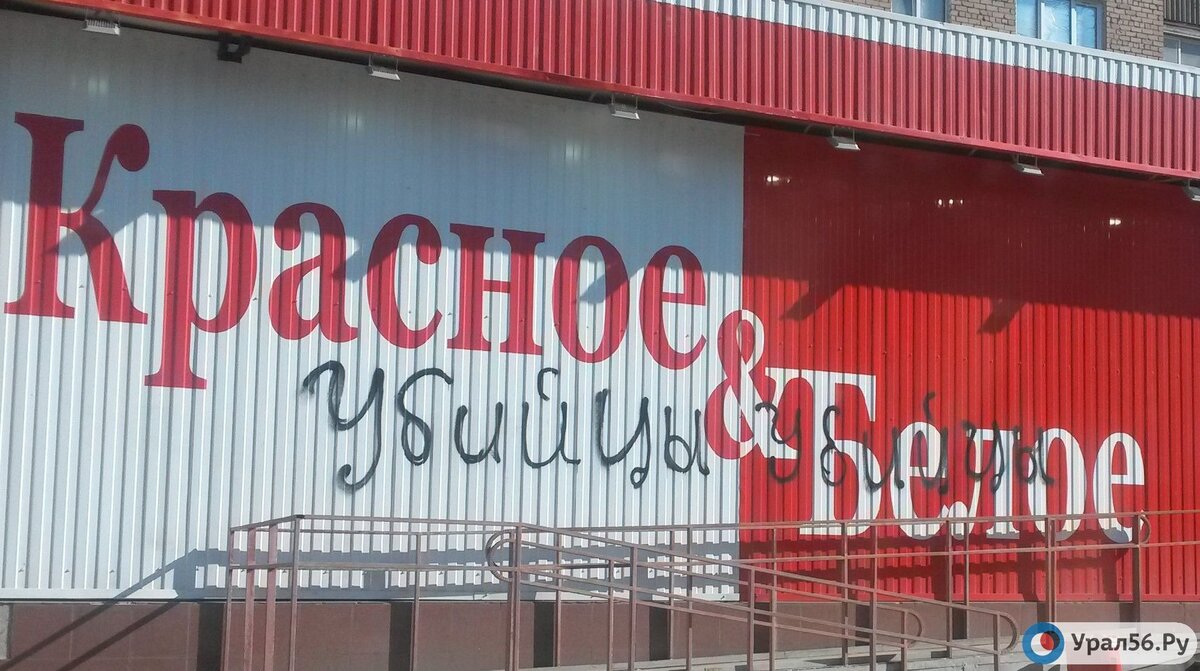 Красное
&Белое
убийцы убийцы
Урал56.Ру